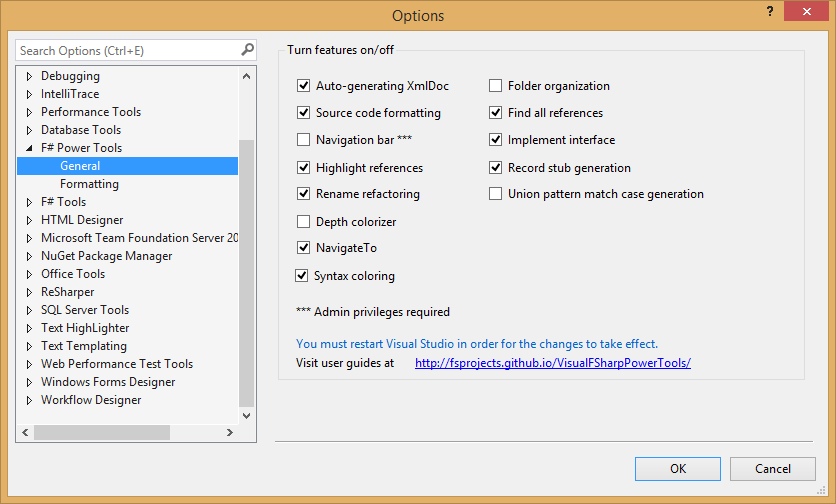 Options
?
Search Options (Ctrl+E)
Debugging
IntelliTrace
Performance Tools
Database Tools
F# Power Tools
General
Formatting
F# Tools
HTML Designer
Microsoft Team Foundation Server 20
NuGet Package Manager
Office Tools
ReSharper
SQL Server Tools
Text HighLighter
Text Templating
Web Performance Test Tools
Windows Forms Designer
Workflow Designer
Turn features on/off
Auto-generating XmlDoc
Source code formatting
Navigation bar ***
Highlight references
Rename refactoring
Depth colorizer
NavigateTo
Syntax coloring
Folder organization
Find all references
Implement interface
Record stub generation
Union pattern match case generation
*** Admin privileges required
You must restart Visual Studio in order for the changes to take effect.
Visit user guides at http://fsprojects.github.io/VisualFSharpPowerTools/
OK
Cancel